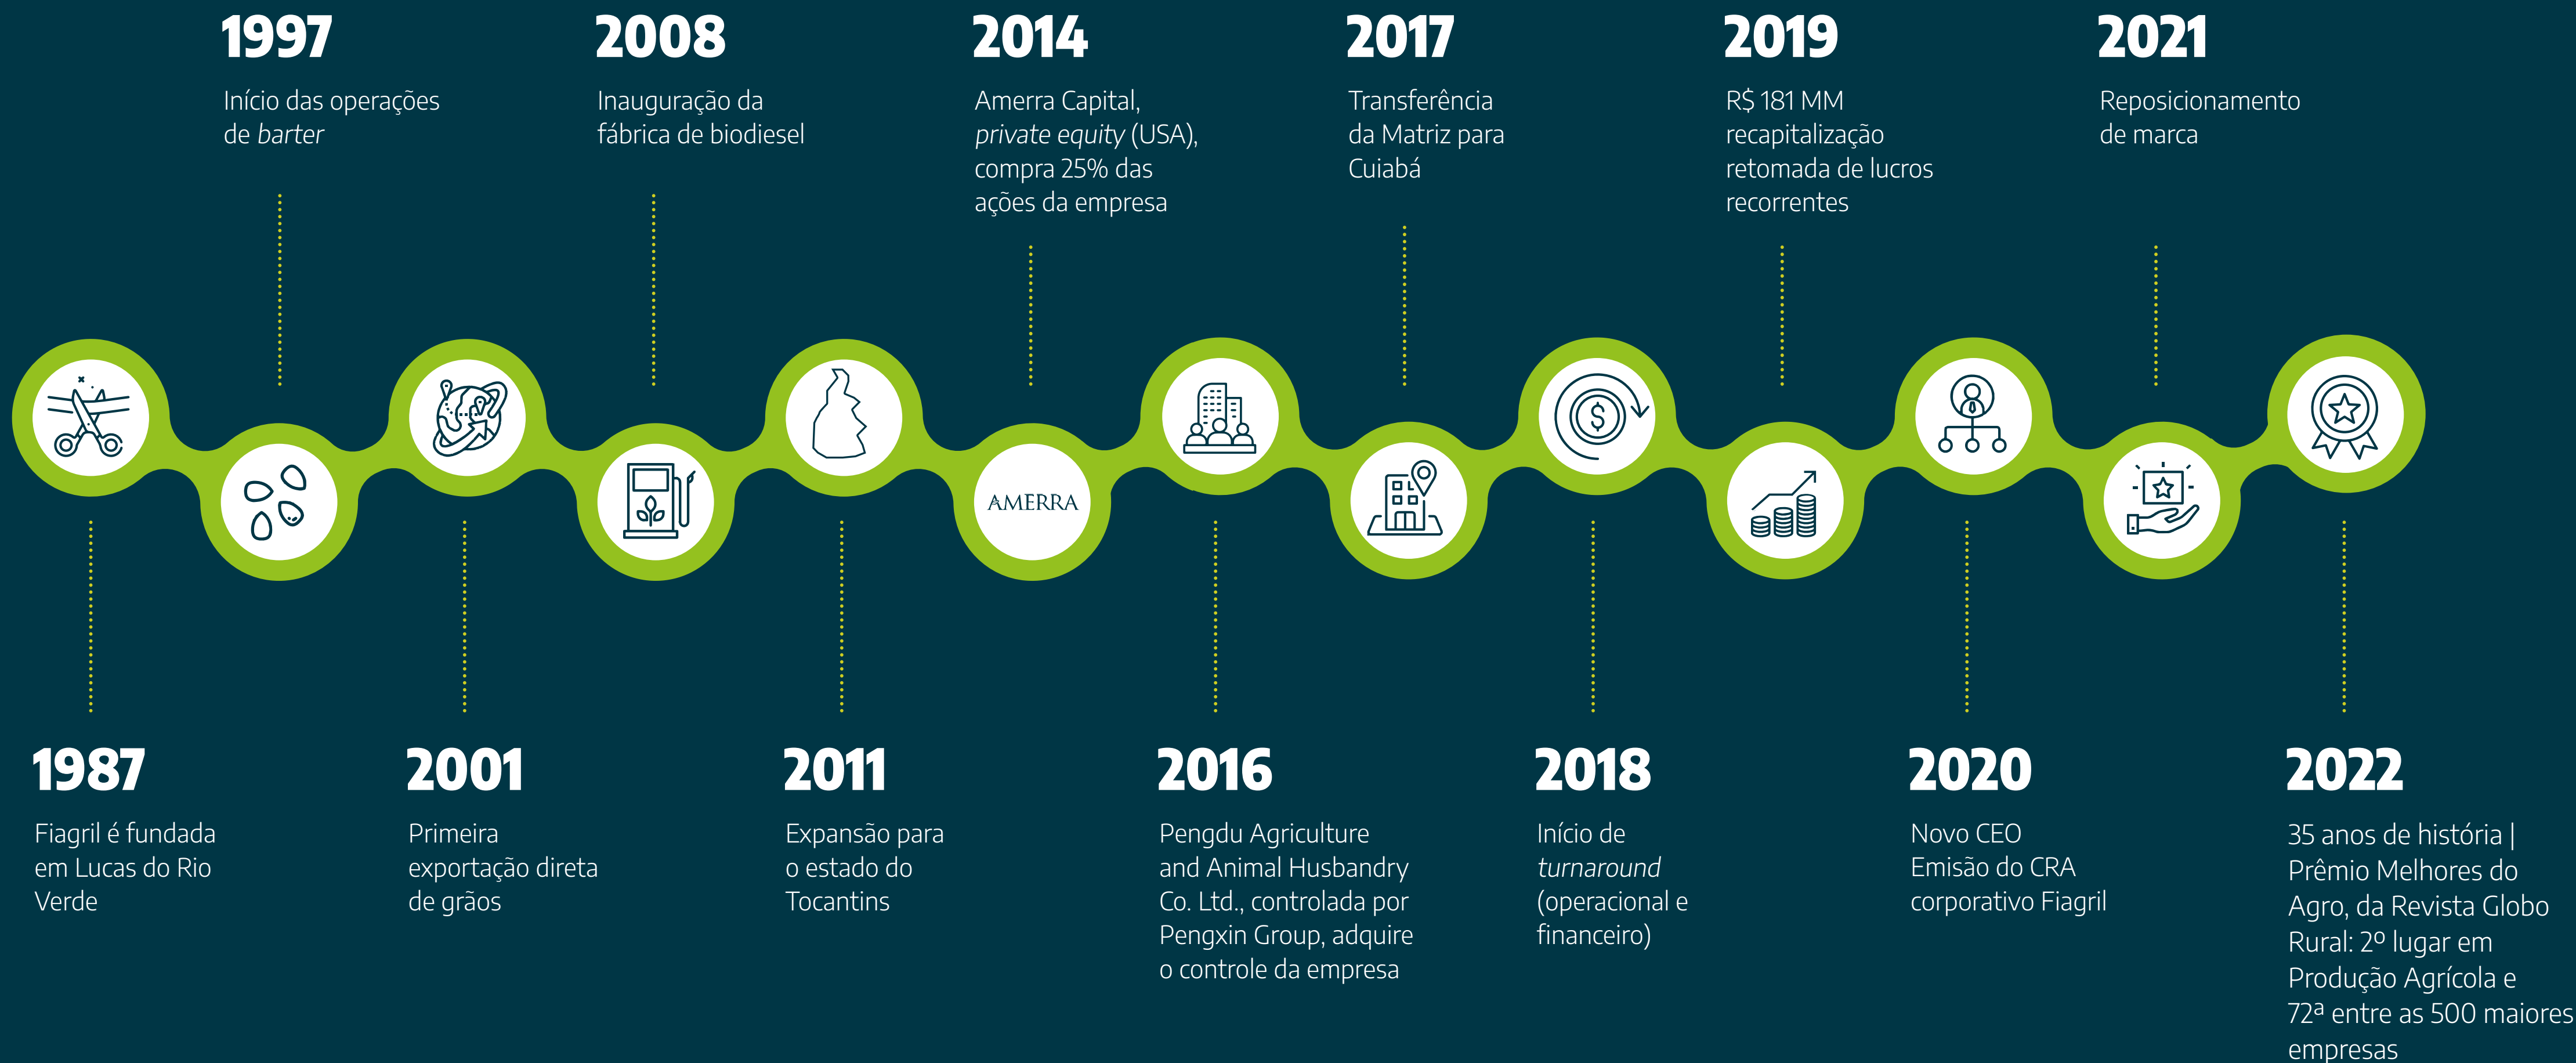 1997
Início das operações
de barter
2008
Inauguração da
fábrica de biodiesel
2014
Amerra Capital,
private equity (USA),
compra 25% das
ações da empresa
2017
Transferência
da Matriz para
Cuiabá
2019
R$ 181 MM
recapitalização
retomada de lucros
recorrentes
2021
Reposicionamento
de marca
$
AMERRA
1987
Fiagril é fundada
em Lucas do Rio
Verde
2001
Primeira
exportação direta
de grãos
2011
Expansão para
o estado do
Tocantins
2016
Pengdu Agriculture
and Animal Husbandry
Co. Ltd., controlada por
Pengxin Group, adquire
o controle da empresa
2018
Início de
turnaround
(operacional e
financeiro)
2020
Novo CEO
Emissão do CRA
corporativo Fiagril
2022
35 anos de história |
Prêmio Melhores do
Agro, da Revista Globo
Rural: 2º lugar em
Produção Agrícola e
72ª entre as 500 maiores
empresas